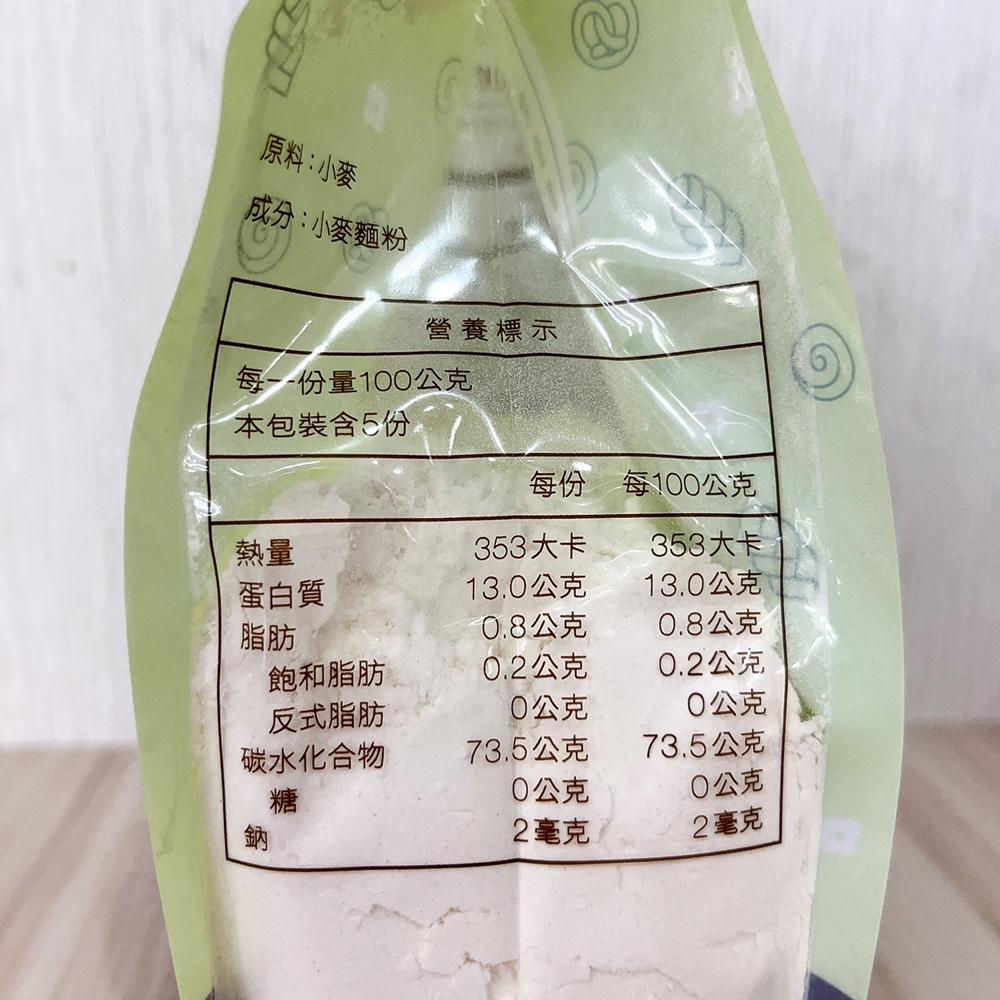 原料：小麥
成分：小麥麵粉
營養標示
每一份量100公克
本包裝含5份
每份 每100公克
熱量 353大卡 353大卡
蛋白質 13.0公克 13.0公克
脂肪 0.8公克 0.8公克
飽和脂肪 0.2公克 0.2公克
反式脂肪 0公克 0公克
碳水化合物 73.5公克 73.5公克
糖 0公克 0公克
鈉 2毫克 2毫克